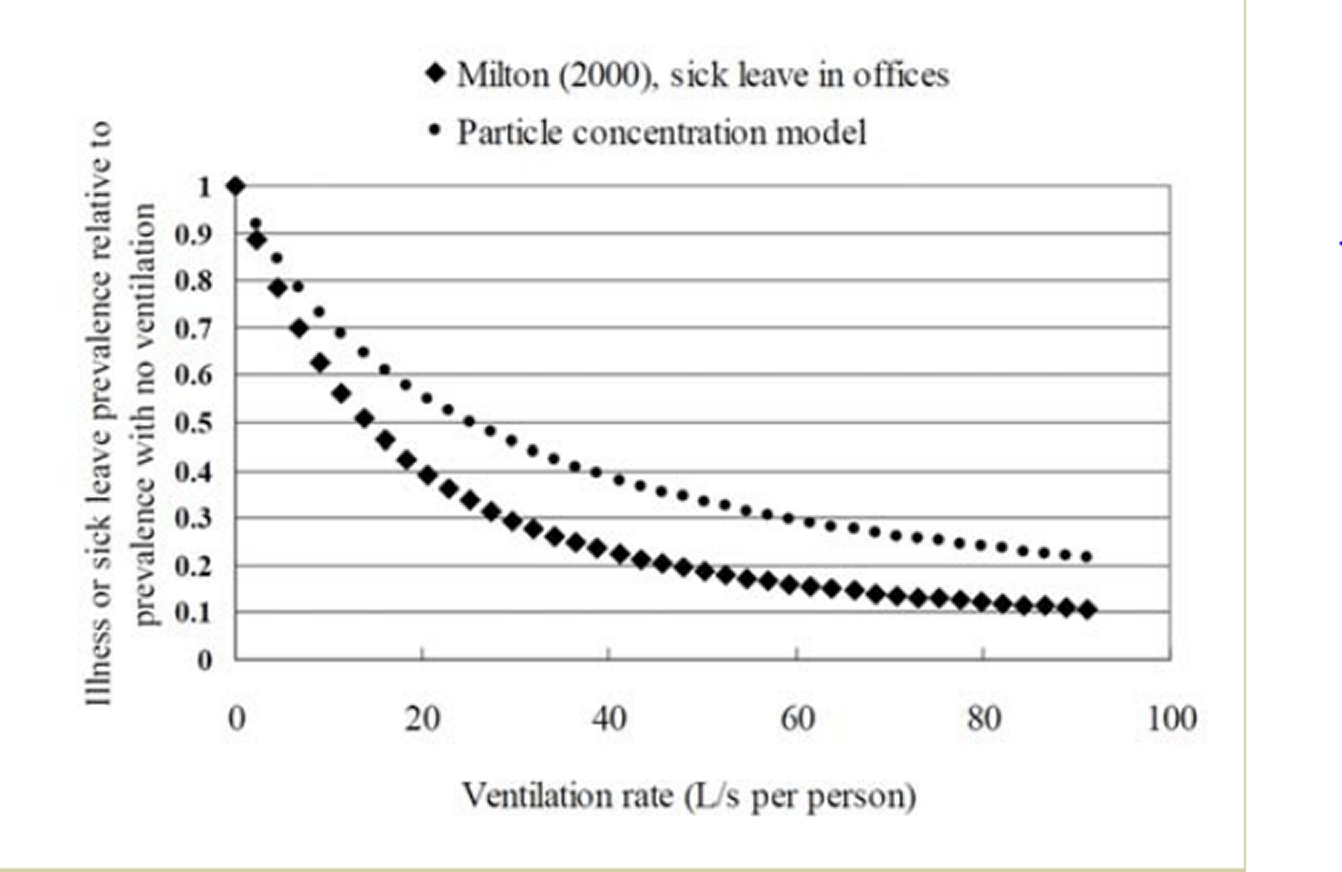 Milton (2000), sick leave in offices
Particle concentration model
Illness or sick leave prevalence relative to
prevalence with no ventilation
1
0.9
0.8
0.7
0.6
0.5
0.4
0.3
0.2
0.1
0
0 20 40 60 80 100
Ventilation rate (L/s per person)